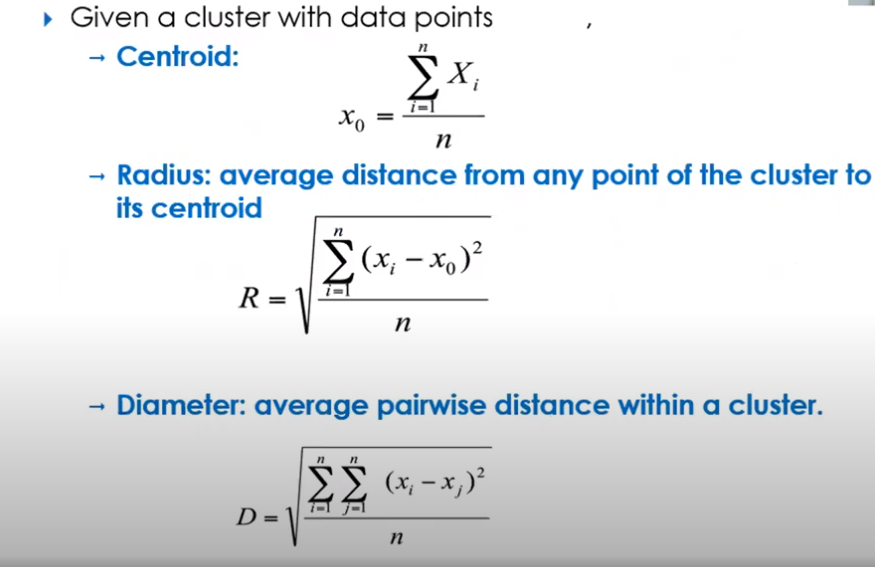 ▸ Given a cluster with data points ,
→ Centroid:
x₀ = \frac{\sum_{i=1}^{n} X_i}{n}
→ Radius: average distance from any point of the cluster to
its centroid
R = \sqrt{\frac{\sum_{i=1}^{n} (x_i - x_0)^2}{n}}
→ Diameter: average pairwise distance within a cluster.
D = \sqrt{\frac{\sum_{i=1}^{n} \sum_{j=1}^{n} (x_i - x_j)^2}{n}}